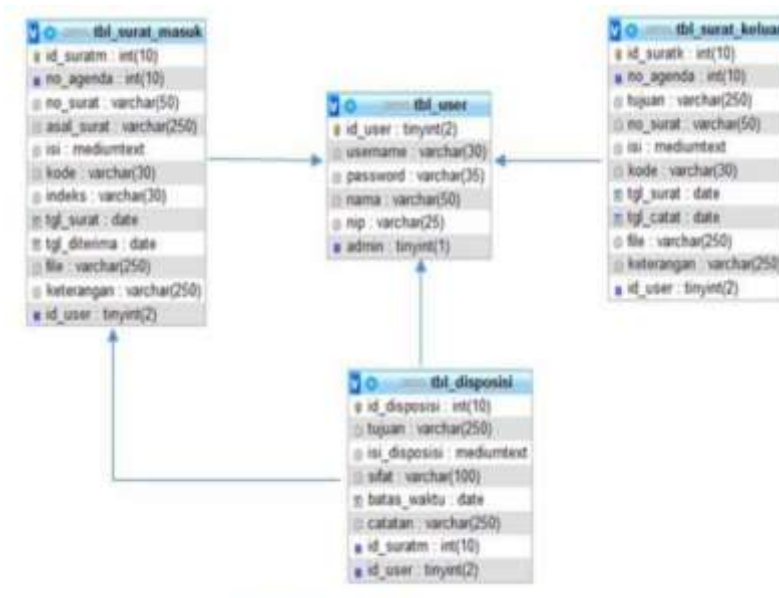 tbl_surat_masuk
id_suratm : int(10)
no_agenda : int(10)
no_surat : varchar(50)
asal_surat : varchar(250)
isi : mediumtext
kode : varchar(30)
indeks : varchar(30)
tgl_surat : date
tgl_diterima : date
file : varchar(250)
keterangan : varchar(250)
id_user : tinyint(2)
tbl_user
id_user : tinyint(2)
username : varchar(30)
password : varchar(35)
nama : varchar(50)
nip : varchar(25)
admin : tinyint(1)
tbl_surat_keluar
id_suratk : int(10)
no_agenda : int(10)
tujuan : varchar(250)
no_surat : varchar(50)
isi : mediumtext
kode : varchar(30)
tgl_surat : date
tgl_catat : date
file : varchar(250)
keterangan : varchar(250)
id_user : tinyint(2)
tbl_disposisi
id_disposisi : int(10)
tujuan : varchar(250)
isi_disposisi : mediumtext
sifat : varchar(100)
batas_waktu : date
catatan : varchar(250)
id_suratm : int(10)
id_user : tinyint(2)